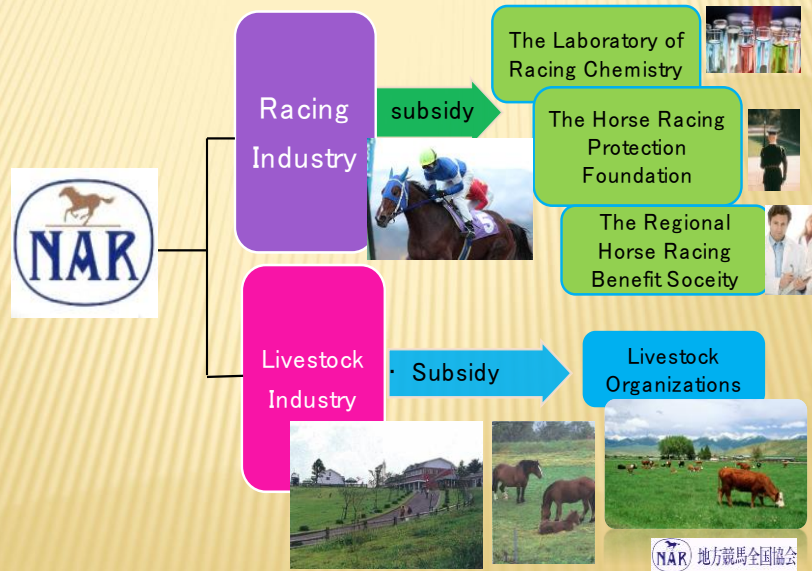 NAR
Racing
Industry
subsidy
The Laboratory of
Racing Chemistry
The Horse Racing
Protection
Foundation
The Regional
Horse Racing
Benefit Soceity
5
Livestock
Industry
· Subsidy
Livestock
Organizations
NAR 地方競馬全国協会